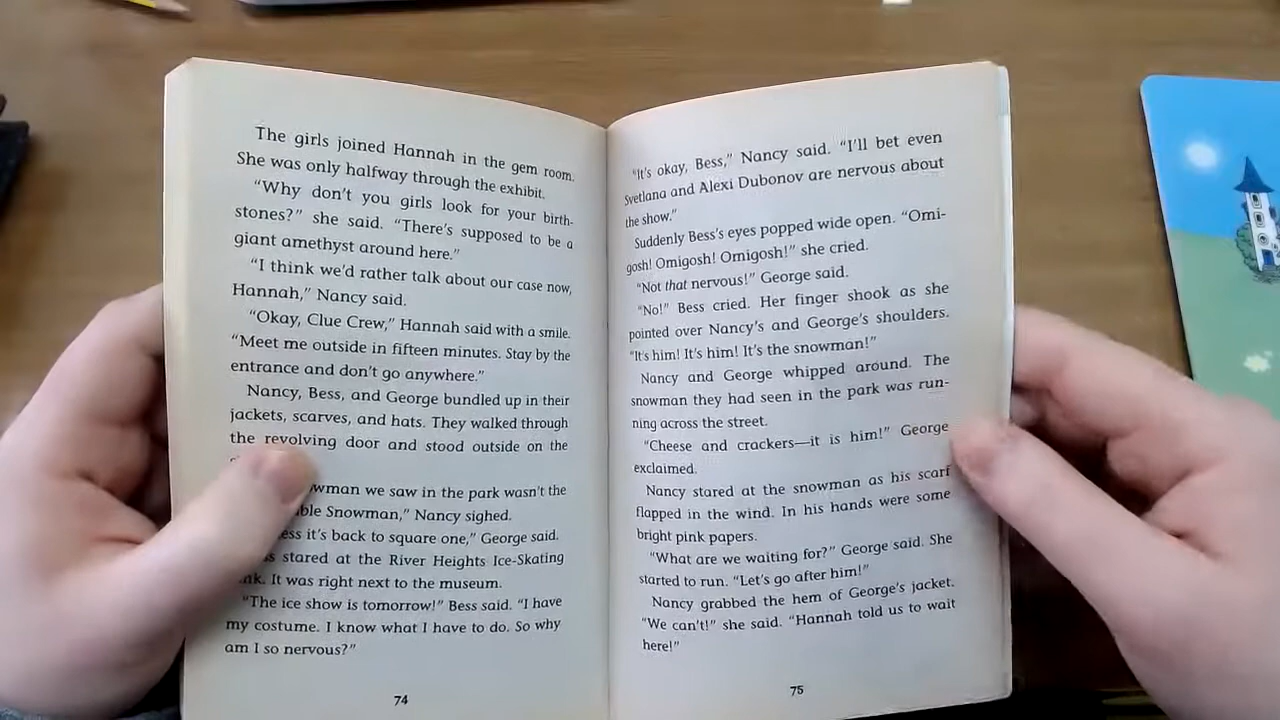 The girls joined Hannah in the gem room.
She was only halfway through the exhibit.
"Why don't you girls look for your birth-
stones?" she said. "There's supposed to be a
giant amethyst around here."
"I think we'd rather talk about our case now,
Hannah," Nancy said.
"Okay, Clue Crew," Hannah said with a smile.
"Meet me outside in fifteen minutes. Stay by the
entrance and don't go anywhere."
Nancy, Bess, and George bundled up in their
jackets, scarves, and hats. They walked through
the revolving door and stood outside on the
we saw in the park wasn't the
Snowman," Nancy sighed.
it's back to square one," George said.
stared at the River Heights Ice-Skating
It was right next to the museum.
"The ice show is tomorrow!" Bess said. "I have
my costume. I know what I have to do. So why
am I so nervous?"
74
"It's okay, Bess," Nancy said. "I'll bet even
Svetlana and Alexi Dubonov are nervous about
the show."
Suddenly Bess's eyes popped wide open. "Omi-
gosh! Omigosh! Omigosh!" she cried.
"Not that nervous!" George said.
"No!" Bess cried. Her finger shook as she
pointed over Nancy's and George's shoulders.
"It's him! It's him! It's the snowman!"
Nancy and George whipped around. The
snowman they had seen in the park was run-
ning across the street.
"Cheese and crackers—it is him!" George
exclaimed.
Nancy stared at the snowman as his scarf
flapped in the wind. In his hands were some
bright pink papers.
"What are we waiting for?" George said. She
started to run. "Let's go after him!"
Nancy grabbed the hem of George's jacket.
"We can't!" she said. "Hannah told us to wait
here!"
75